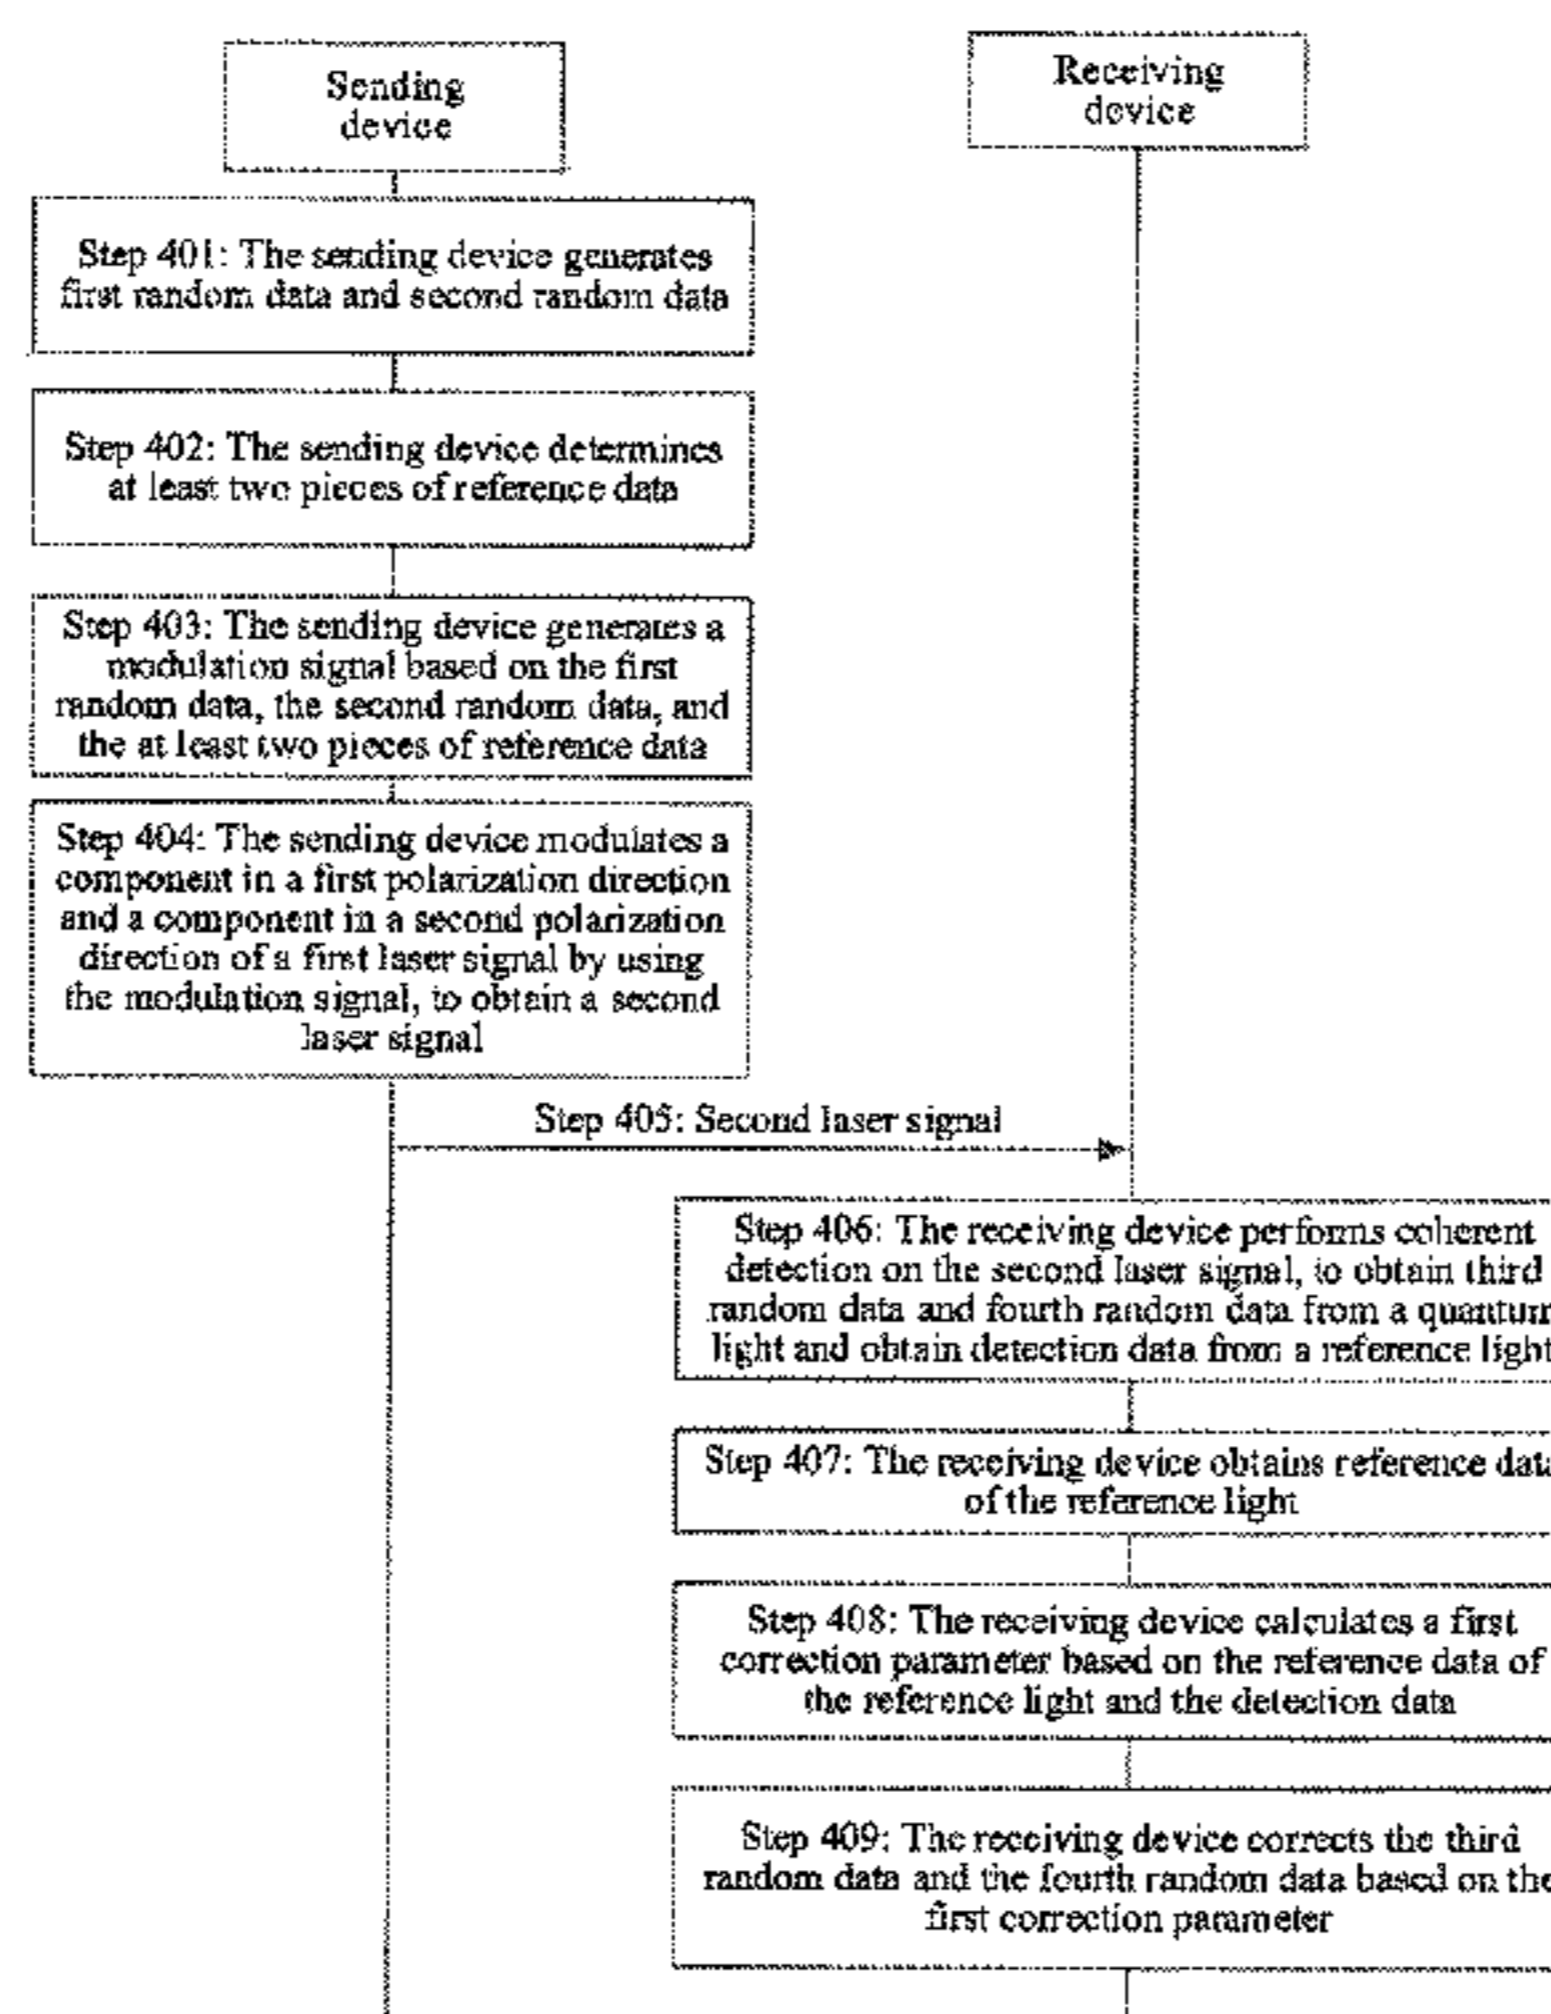 Sending
device
Receiving
device
Step 401: The sending device generates
first random data and second random data
Step 402: The sending device determines
at least two pieces of reference data
Step 403: The sending device generates a
modulation signal based on the first
random data, the second random data, and
the at least two pieces of reference data
Step 404: The sending device modulates a
component in a first polarization direction
and a component in a second polarization
direction of a first laser signal by using
the modulation signal, to obtain a second
laser signal
Step 405: Second laser signal
Step 406: The receiving device performs coherent
detection on the second laser signal, to obtain third
random data and fourth random data from a quantum
light and obtain detection data from a reference light
Step 407: The receiving device obtains reference data
of the reference light
Step 408: The receiving device calculates a first
correction parameter based on the reference data of
the reference light and the detection data
Step 409: The receiving device corrects the third
random data and the fourth random data based on the
first correction parameter